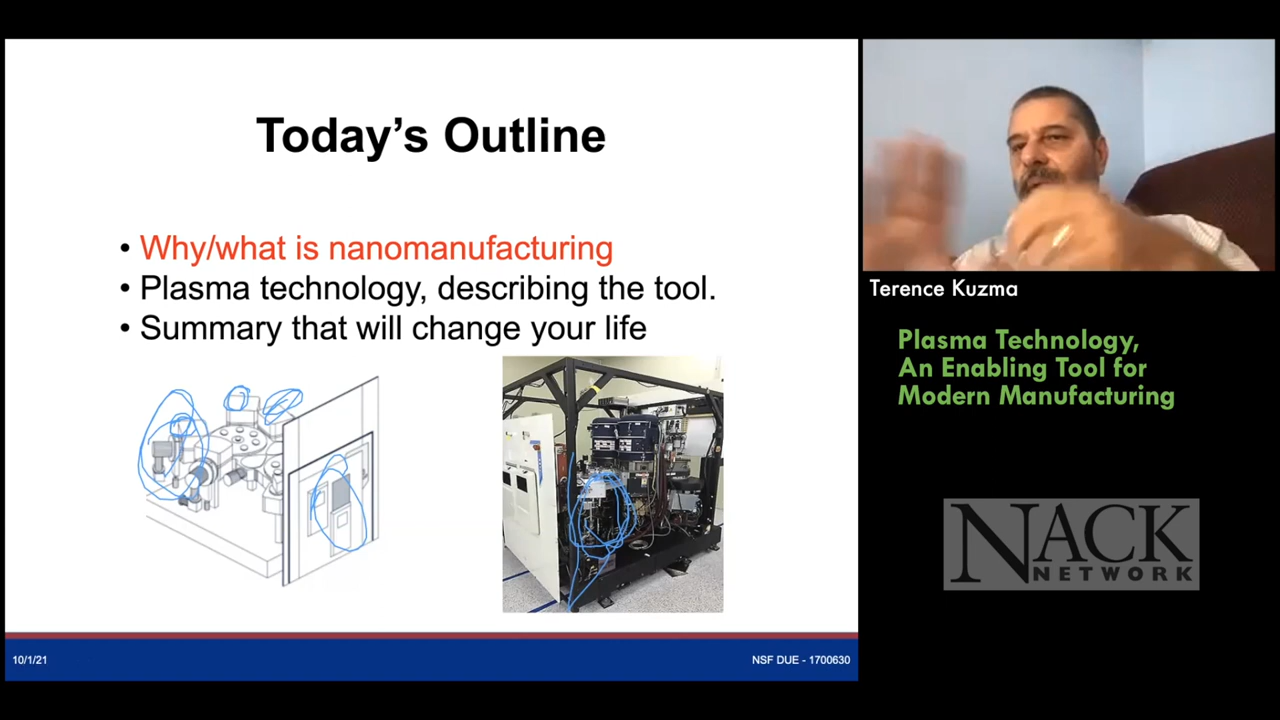 Today’s Outline
• Why/what is nanomanufacturing
• Plasma technology, describing the tool.
• Summary that will change your life
10/1/21
NSF DUE - 1700630
Terence Kuzma
Plasma Technology,
An Enabling Tool for
Modern Manufacturing
NACK
NETWORK